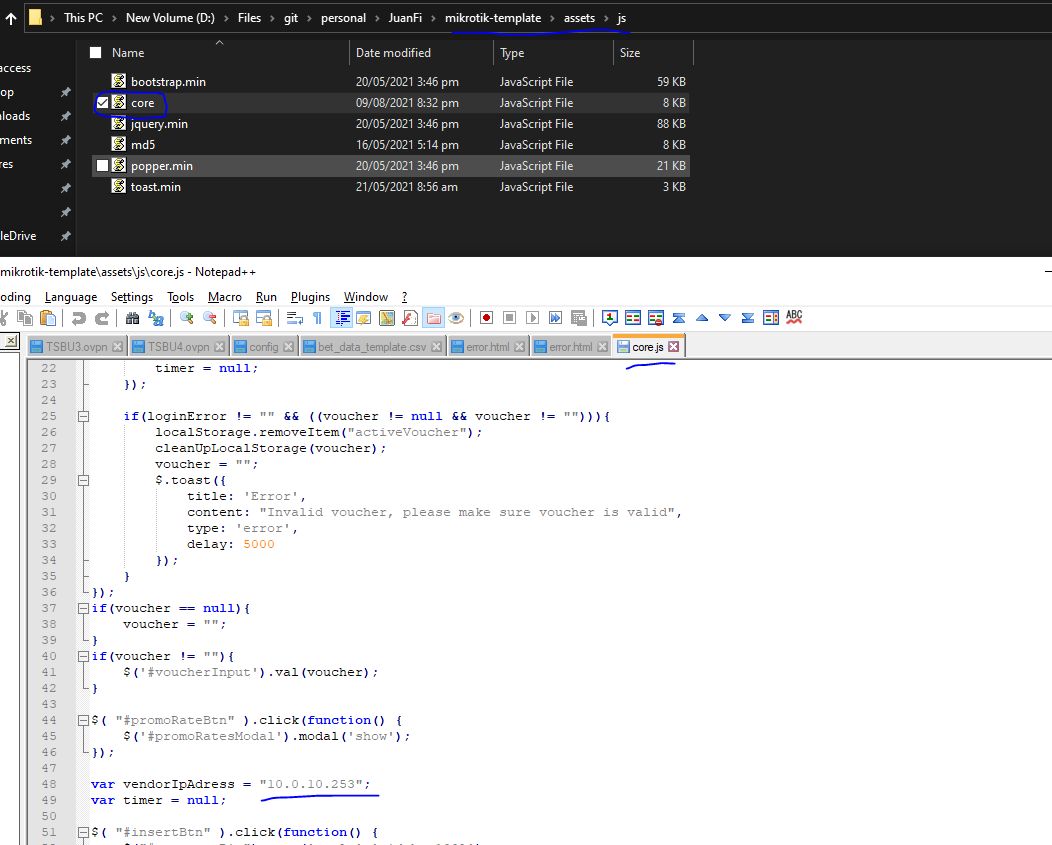 This PC > New Volume (D:) > Files > git > personal > JuanFi > mikrotik-template > assets > js
Name Date modified Type Size
access
op
loads
ments
res
leDrive
bootstrap.min 20/05/2021 3:46 pm JavaScript File 59 KB
core 09/08/2021 8:32 pm JavaScript File 8 KB
jquery.min 20/05/2021 3:46 pm JavaScript File 88 KB
md5 16/05/2021 5:14 pm JavaScript File 8 KB
popper.min 20/05/2021 3:46 pm JavaScript File 21 KB
toast.min 21/05/2021 8:56 am JavaScript File 3 KB
mikrotik-template\assets\js\core.js - Notepad++
oding Language Settings Tools Macro Run Plugins Window ?
ABC
TSBU3.ovpn TSBU4.ovpn config bet_data_template.csv error.html error.html core.js
22 timer = null;
23 });
24
25 if(loginError != "" && ((voucher != null && voucher != ""))){
26 localStorage.removeItem("activeVoucher");
27 cleanUpLocalStorage(voucher);
28 voucher = "";
29 $.toast({
30 title: 'Error',
31 content: "Invalid voucher, please make sure voucher is valid",
32 type: 'error',
33 delay: 5000
34 });
35 }
36 });
37 if(voucher == null){
38 voucher = "";
39 }
40 if(voucher != ""){
41 $('#voucherInput').val(voucher);
42 }
43
44 $( "#promoRateBtn" ).click(function() {
45 $('#promoRatesModal').modal('show');
46 });
47
48 var vendorIpAdress = "10.0.10.253";
49 var timer = null;
50
51 $( "#insertBtn" ).click(function() {